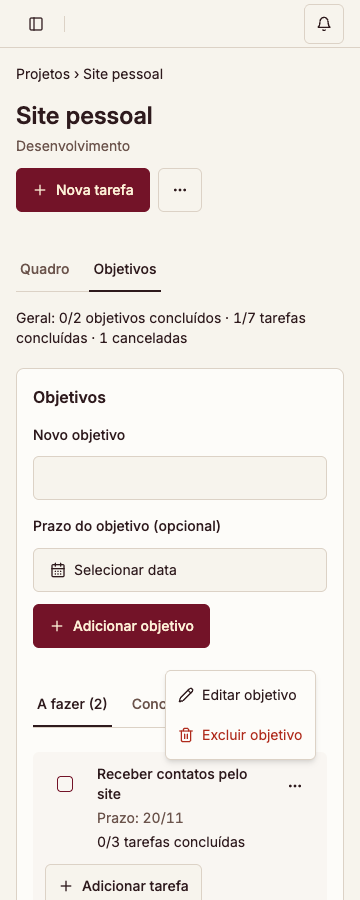 Projetos › Site pessoal
Site pessoal
Desenvolvimento
Nova tarefa
Quadro Objetivos
Geral: 0/2 objetivos concluídos · 1/7 tarefas
concluídas · 1 canceladas
Objetivos
Novo objetivo
Prazo do objetivo (opcional)
Selecionar data
Adicionar objetivo
A fazer (2)
Editar objetivo
Excluir objetivo
Receber contatos pelo
site
Prazo: 20/11
0/3 tarefas concluídas
Adicionar tarefa